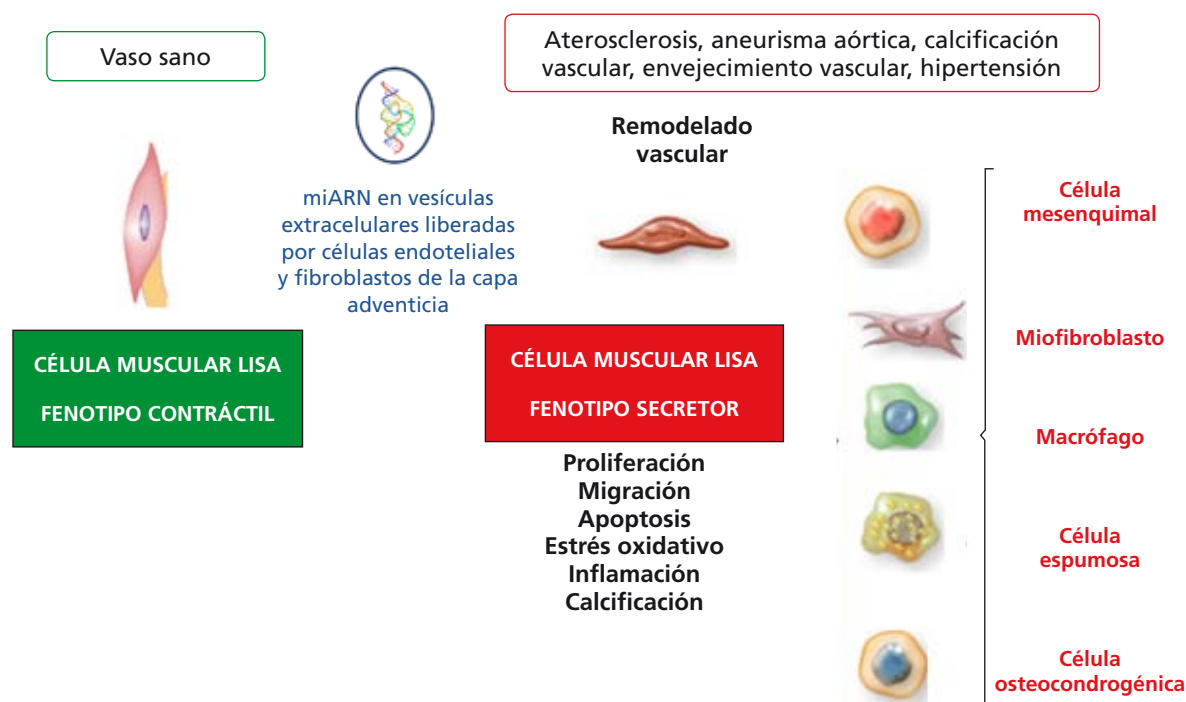 Vaso sano
Aterosclerosis, aneurisma aórtica, calcificación
vascular, envejecimiento vascular, hipertensión
Remodelado
vascular
miARN en vesículas
extracelulares liberadas
por células endoteliales
y fibroblastos de la capa
adventicia
CÉLULA MUSCULAR LISA
FENOTIPO CONTRÁCTIL
CÉLULA MUSCULAR LISA
FENOTIPO SECRETOR
Proliferación
Migración
Apoptosis
Estrés oxidativo
Inflamación
Calcificación
Célula
mesenquimal
Miofibroblasto
Macrófago
Célula
espumosa
Célula
osteocondrogénica